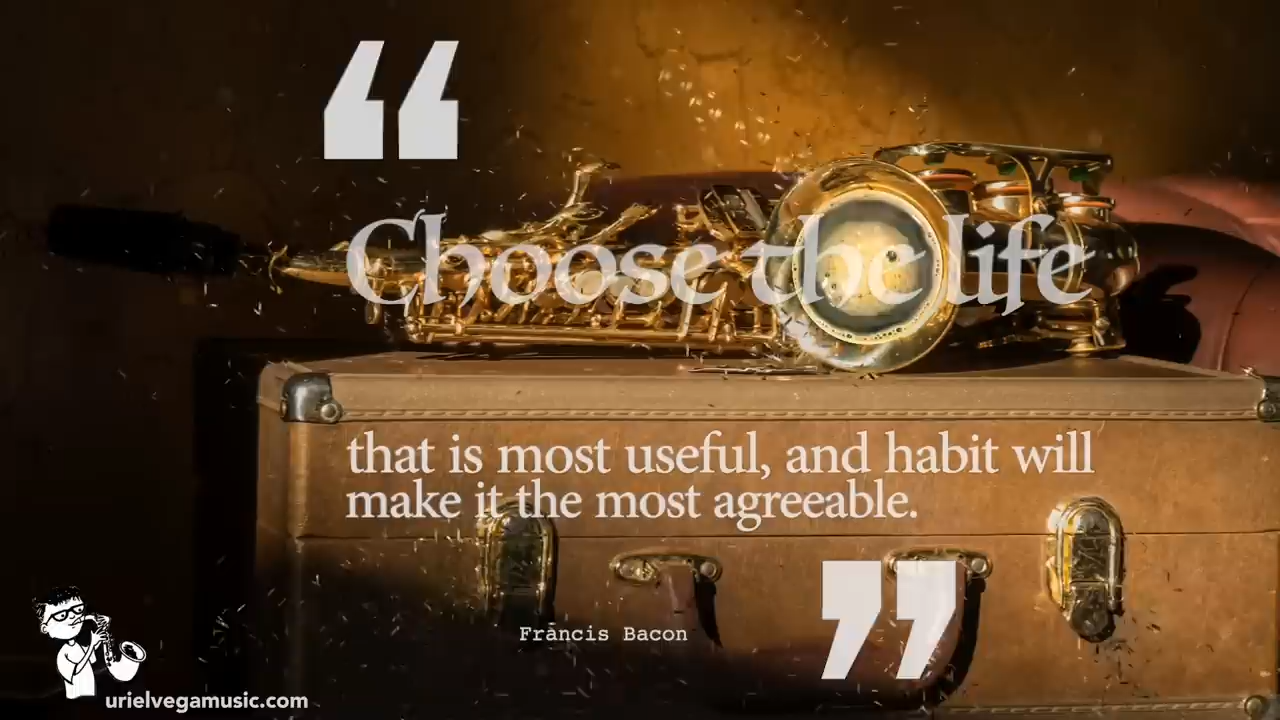 “
Choose the life
that is most useful, and habit will
make it the most agreeable.
”
Francis Bacon
urielvegamusic.com